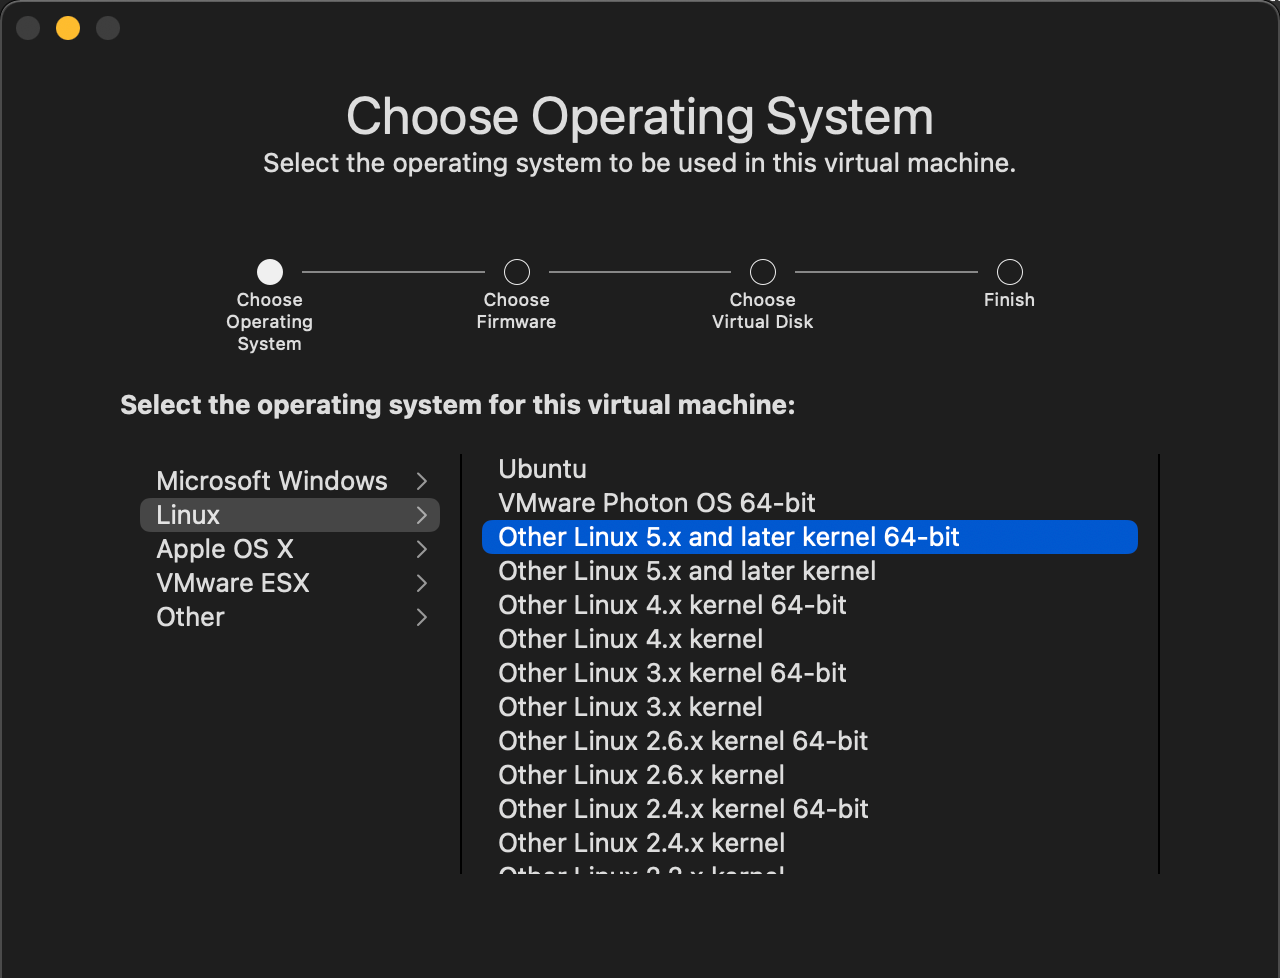 Choose Operating System
Select the operating system to be used in this virtual machine.
Choose
Operating
System
Choose
Firmware
Choose
Virtual Disk
Finish
Select the operating system for this virtual machine:
Microsoft Windows
Linux
Apple OS X
VMware ESX
Other
Ubuntu
VMware Photon OS 64-bit
Other Linux 5.x and later kernel 64-bit
Other Linux 5.x and later kernel
Other Linux 4.x kernel 64-bit
Other Linux 4.x kernel
Other Linux 3.x kernel 64-bit
Other Linux 3.x kernel
Other Linux 2.6.x kernel 64-bit
Other Linux 2.6.x kernel
Other Linux 2.4.x kernel 64-bit
Other Linux 2.4.x kernel
Other Linux 2.2.x kernel